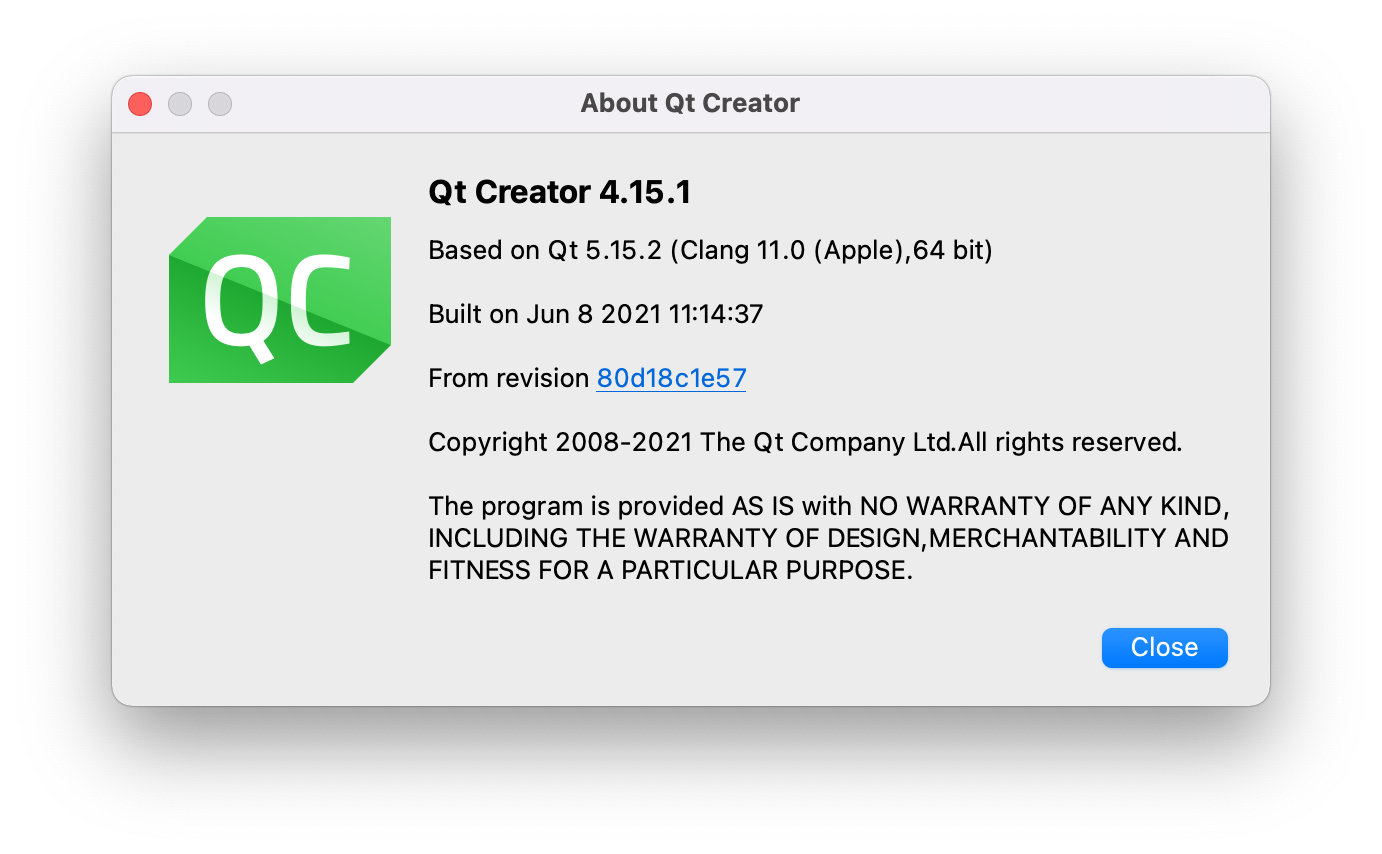 About Qt Creator
QC
Qt Creator 4.15.1
Based on Qt 5.15.2 (Clang 11.0 (Apple),64 bit)
Built on Jun 8 2021 11:14:37
From revision 80d18c1e57
Copyright 2008-2021 The Qt Company Ltd.All rights reserved.
The program is provided AS IS with NO WARRANTY OF ANY KIND,
INCLUDING THE WARRANTY OF DESIGN,MERCHANTABILITY AND
FITNESS FOR A PARTICULAR PURPOSE.
Close